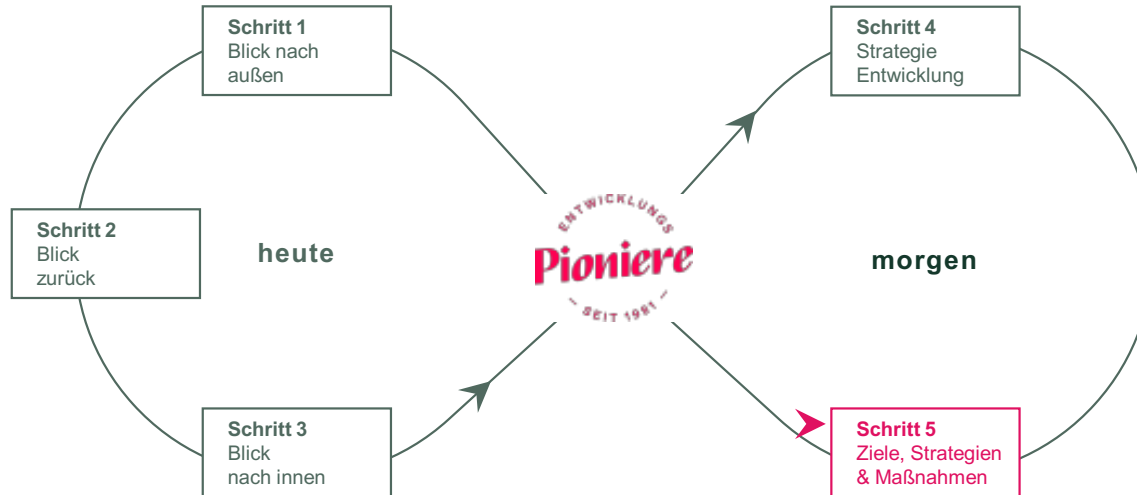 Schritt 1
Blick nach
außen
Schritt 2
Blick
zurück
heute
Schritt 3
Blick
nach innen
ENTWICKLUNGS
Pioniere
– SEIT 1981 –
Schritt 4
Strategie
Entwicklung
morgen
Schritt 5
Ziele, Strategien
& Maßnahmen